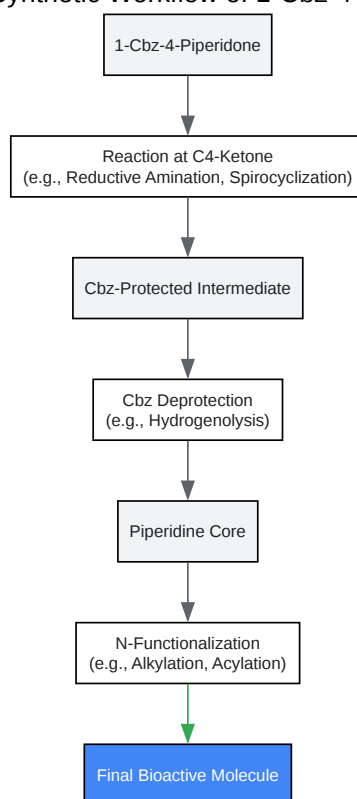 1-Cbz-4-Piperidone
Reaction at C4-Ketone
(e.g., Reductive Amination, Spirocyclization)
Cbz-Protected Intermediate
Cbz Deprotection
(e.g., Hydrogenolysis)
Piperidine Core
N-Functionalization
(e.g., Alkylation, Acylation)
Final Bioactive Molecule